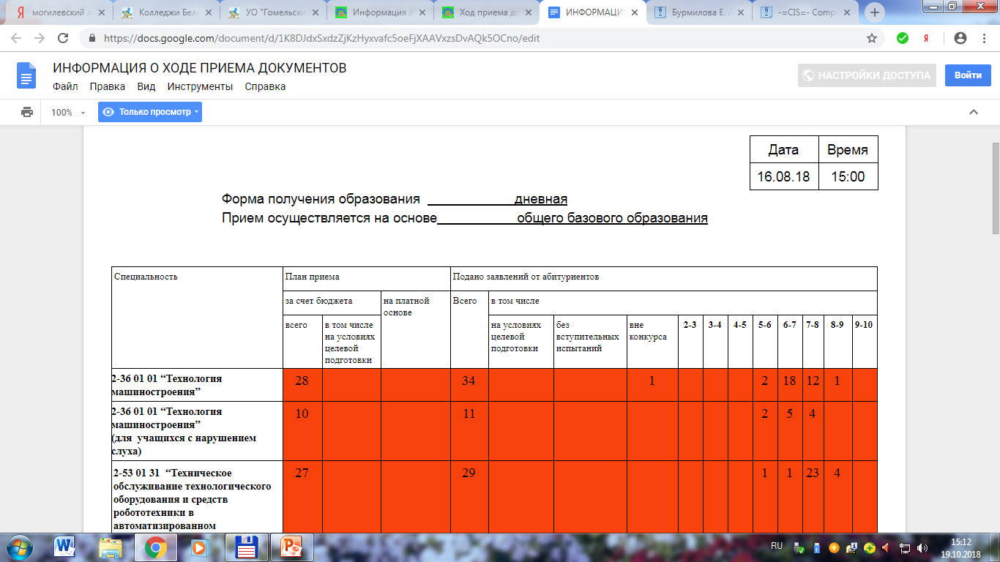 могилевский л
Колледжи Бел
УО "Гомельски
Информация
Ход приема до
ИНФОРМАЦИ
Бурмилова Е. А
-=CIS=- Comp
https://docs.google.com/document/d/1K8DJdxSxdzZjKzHyxvafc5oeFjXAAVxzsDvAQk5OCno/edit
ИНФОРМАЦИЯ О ХОДЕ ПРИЕМА ДОКУМЕНТОВ
Файл Правка Вид Инструменты Справка
НАСТРОЙКИ ДОСТУПА
Войти
100%
Только просмотр
Дата Время
16.08.18 15:00
Форма получения образования дневная
Прием осуществляется на основе общего базового образования
Специальность План приема Подано заявлений от абитуриентов
за счет бюджета на платной основе Всего в том числе
всего в том числе на условиях целевой подготовки на условиях целевой подготовки без вступительных испытаний вне конкурса 2-3 3-4 4-5 5-6 6-7 7-8 8-9 9-10
2-36 01 01 “Технология
машиностроения”
28 34 1 2 18 12 1
2-36 01 01 “Технология
машиностроения”
(для учащихся с нарушением
слуха)
10 11 2 5 4
2-53 01 31 “Техническое
обслуживание технологического
оборудования и средств
робототехники в
автоматизированном
27 29 1 1 23 4
RU
15:12
19.10.2018